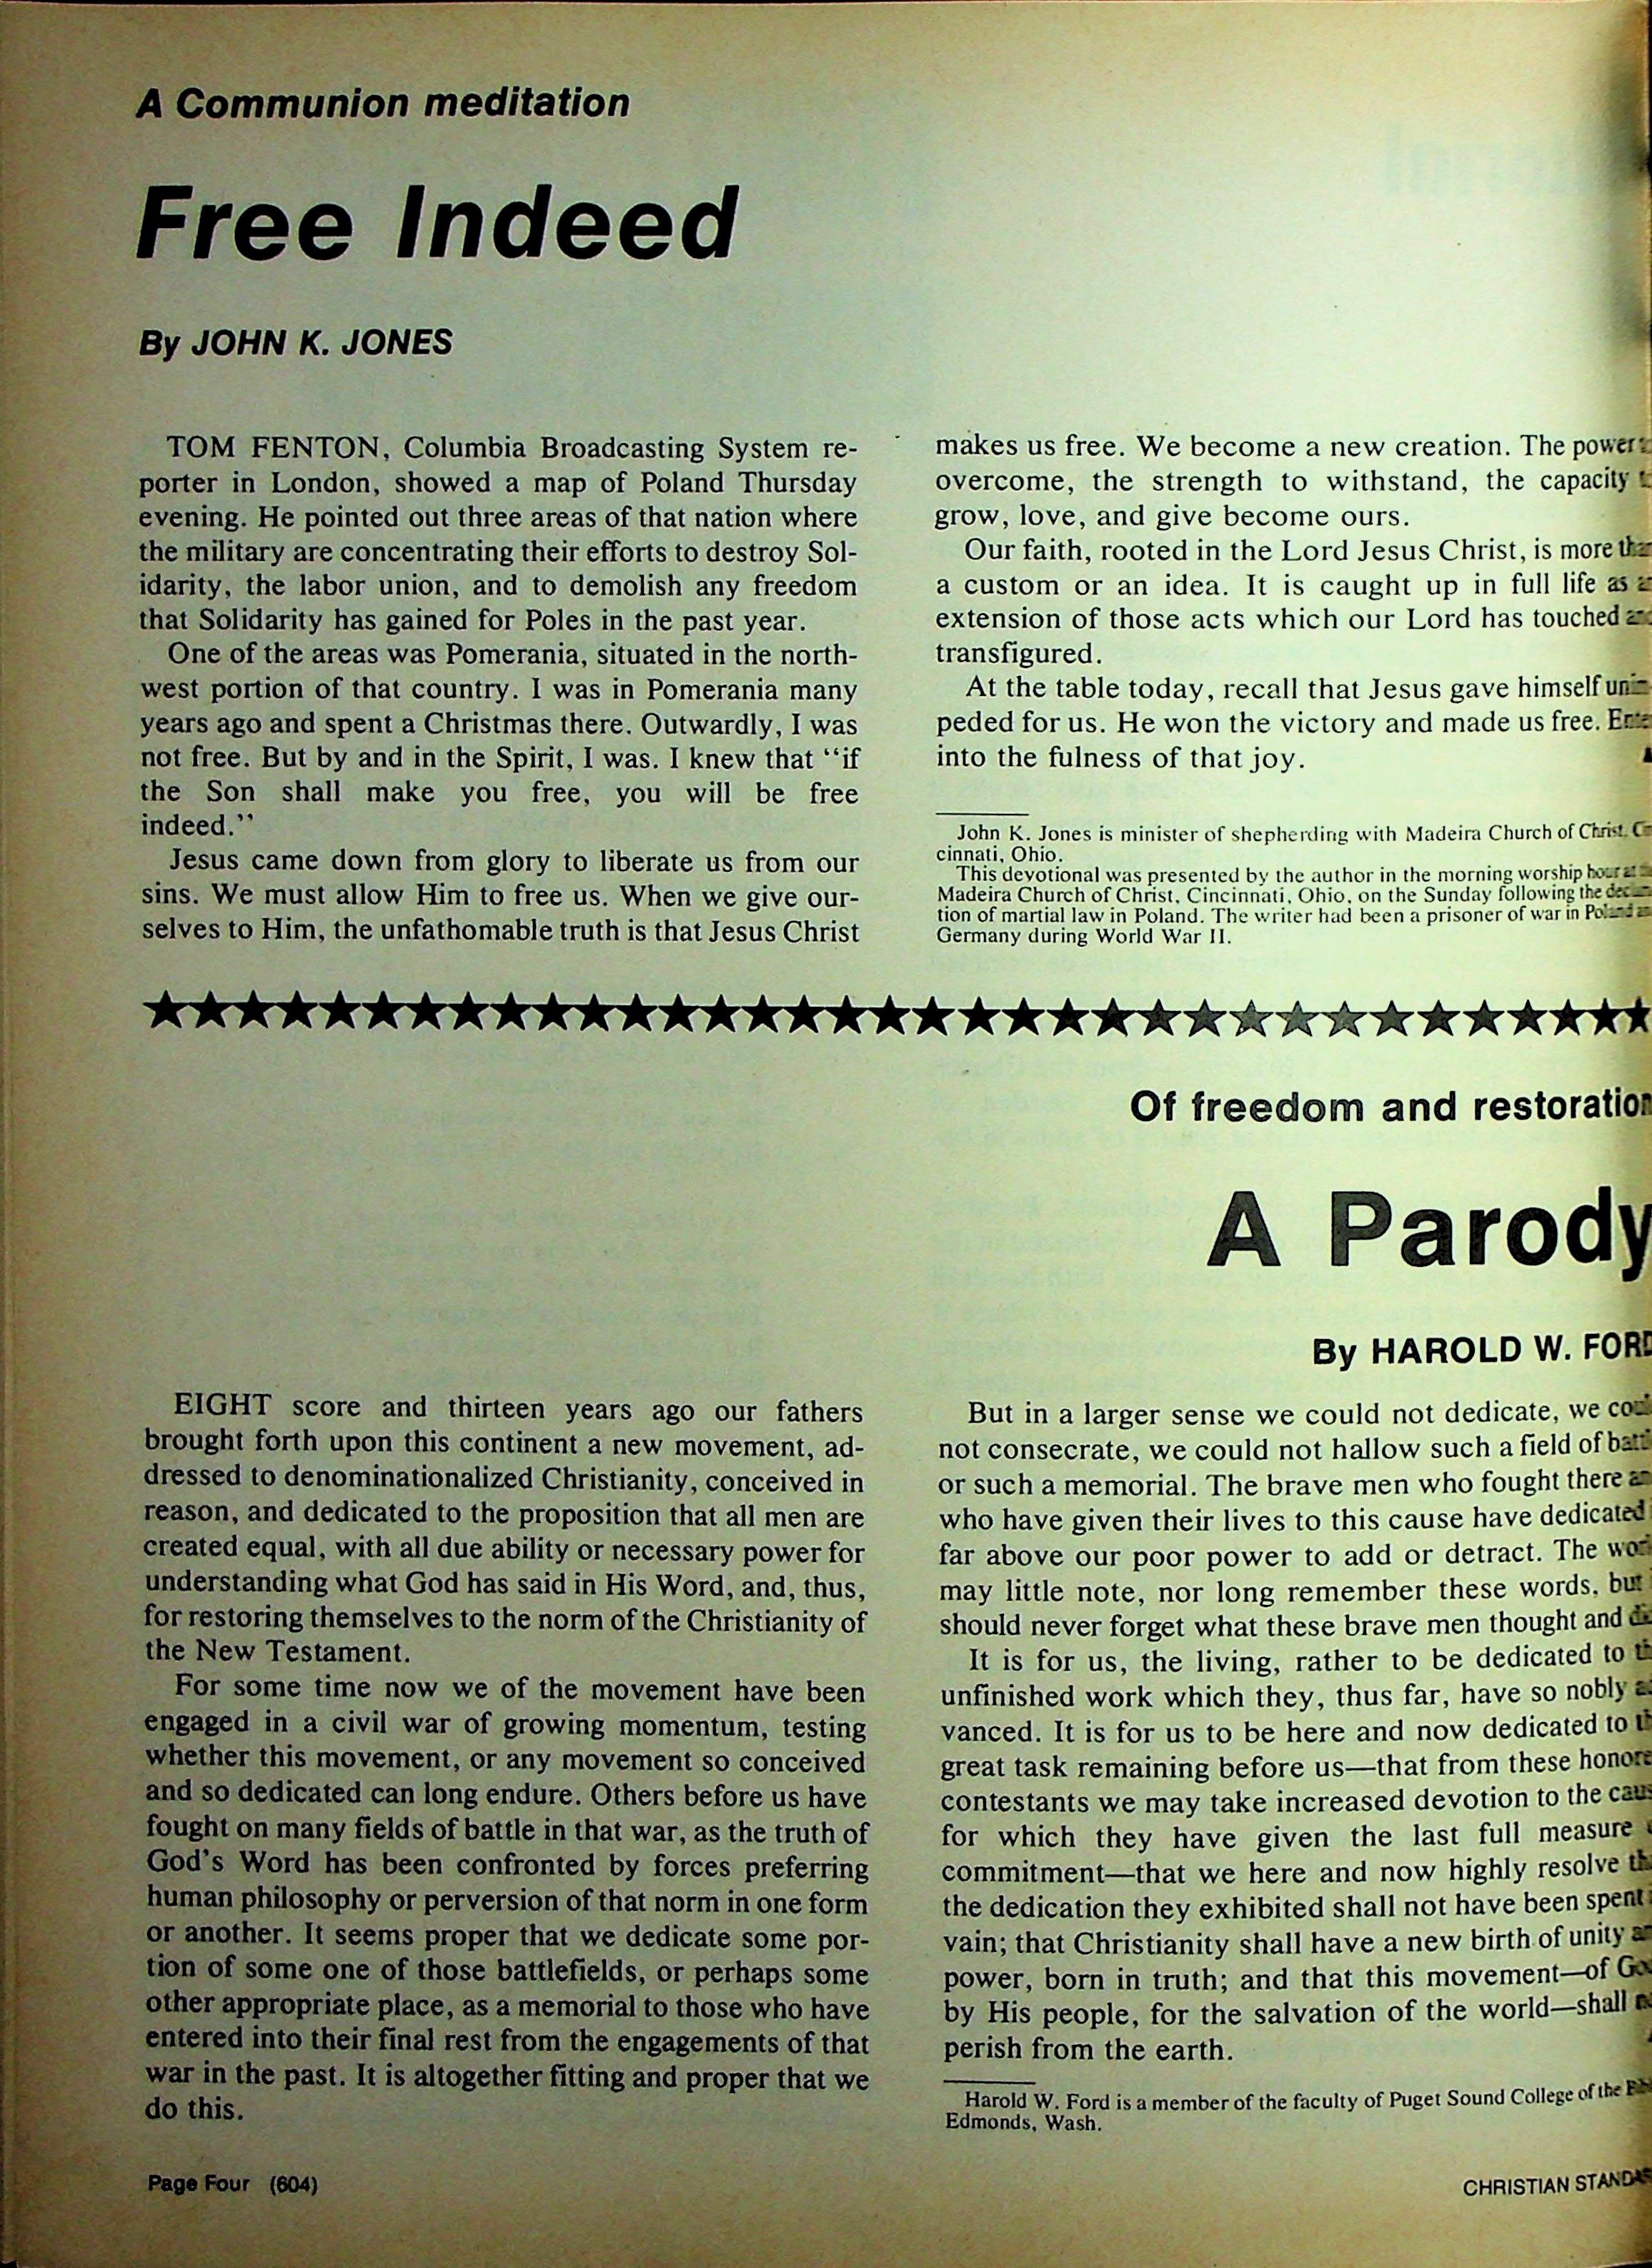 A Communion meditation
Free Indeed
By JOHN K. JONES
TOM FENTON, Columbia Broadcasting System re-
porter in London, showed a map of Poland Thursday
evening. He pointed out three areas of that nation where
the military are concentrating their efforts to destroy Sol-
idarity, the labor union, and to demolish any freedom
that Solidarity has gained for Poles in the past year.
One of the areas was Pomerania, situated in the north-
west portion of that country. I was in Pomerania many
years ago and spent a Christmas there. Outwardly, I was
not free. But by and in the Spirit, I was. I knew that “if
the Son shall make you free, you will be free
indeed.”
Jesus came down from glory to liberate us from our
sins. We must allow Him to free us. When we give our-
selves to Him, the unfathomable truth is that Jesus Christ
makes us free. We become a new creation. The power
overcome, the strength to withstand, the capacity
grow, love, and give become ours.
Our faith, rooted in the Lord Jesus Christ, is more
a custom or an idea. It is caught up in full life as
extension of those acts which our Lord has touched
transfigured.
At the table today, recall that Jesus gave himself
peded for us. He won the victory and made us free.
into the fulness of that joy.
John K. Jones is minister of shepherding with Madeira Church of Christ,
cinnati, Ohio.
This devotional was presented by the author in the morning worship hour
Madeira Church of Christ, Cincinnati, Ohio, on the Sunday following the
tion of martial law in Poland. The writer had been a prisoner of war in Poland
Germany during World War II.
Of freedom and restoration
A Parody
By HAROLD W. FORD
EIGHT score and thirteen years ago our fathers
brought forth upon this continent a new movement, ad-
dressed to denominationalized Christianity, conceived in
reason, and dedicated to the proposition that all men are
created equal, with all due ability or necessary power for
understanding what God has said in His Word, and, thus,
for restoring themselves to the norm of the Christianity of
the New Testament.
For some time now we of the movement have been
engaged in a civil war of growing momentum, testing
whether this movement, or any movement so conceived
and so dedicated can long endure. Others before us have
fought on many fields of battle in that war, as the truth of
God's Word has been confronted by forces preferring
human philosophy or perversion of that norm in one form
or another. It seems proper that we dedicate some por-
tion of some one of those battlefields, or perhaps some
other appropriate place, as a memorial to those who have
entered into their final rest from the engagements of that
war in the past. It is altogether fitting and proper that we
do this.
But in a larger sense we could not dedicate, we
not consecrate, we could not hallow such a field of
or such a memorial. The brave men who fought there
who have given their lives to this cause have dedicated
far above our poor power to add or detract. The
may little note, nor long remember these words, but
should never forget what these brave men thought and
It is for us, the living, rather to be dedicated to
unfinished work which they, thus far, have so nobly
vanced. It is for us to be here and now dedicated to
great task remaining before us—that from these
contestants we may take increased devotion to the
for which they have given the last full measure
commitment—that we here and now highly resolve
the dedication they exhibited shall not have been spent
vain; that Christianity shall have a new birth of unity
power, born in truth; and that this movement—of
by His people, for the salvation of the world—shall
perish from the earth.
Harold W. Ford is a member of the faculty of Puget Sound College of the
Edmonds, Wash.
Page Four (604)
CHRISTIAN